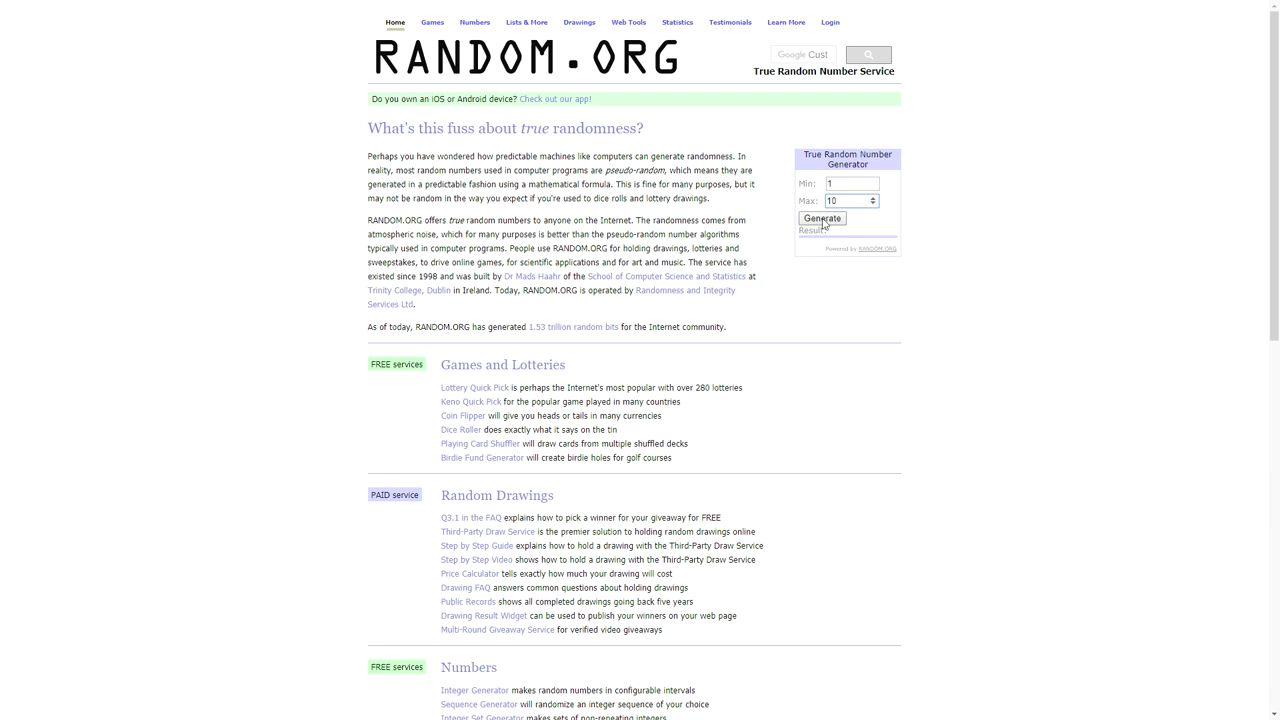 Home Games Numbers Lists & More Drawings Web Tools Statistics Testimonials Learn More Login
RANDOM.ORG
Google Cust
True Random Number Service
Do you own an iOS or Android device? Check out our app!
What's this fuss about true randomness?
Perhaps you have wondered how predictable machines like computers can generate randomness. In
reality, most random numbers used in computer programs are pseudo-random, which means they are
generated in a predictable fashion using a mathematical formula. This is fine for many purposes, but it
may not be random in the way you expect if you're used to dice rolls and lottery drawings.
RANDOM.ORG offers true random numbers to anyone on the Internet. The randomness comes from
atmospheric noise, which for many purposes is better than the pseudo-random number algorithms
typically used in computer programs. People use RANDOM.ORG for holding drawings, lotteries and
sweepstakes, to drive online games, for scientific applications and for art and music. The service has
existed since 1998 and was built by Dr Mads Haahr of the School of Computer Science and Statistics at
Trinity College, Dublin in Ireland. Today, RANDOM.ORG is operated by Randomness and Integrity
Services Ltd.
As of today, RANDOM.ORG has generated 1.53 trillion random bits for the Internet community.
True Random Number
Generator
Min: 1
Max: 10
Generate
Result:
Powered by RANDOM.ORG
FREE services
Games and Lotteries
Lottery Quick Pick is perhaps the Internet's most popular with over 280 lotteries
Keno Quick Pick for the popular game played in many countries
Coin Flipper will give you heads or tails in many currencies
Dice Roller does exactly what it says on the tin
Playing Card Shuffler will draw cards from multiple shuffled decks
Birdie Fund Generator will create birdie holes for golf courses
PAID service
Random Drawings
Q3.1 in the FAQ explains how to pick a winner for your giveaway for FREE
Third-Party Draw Service is the premier solution to holding random drawings online
Step by Step Guide explains how to hold a drawing with the Third-Party Draw Service
Step by Step Video shows how to hold a drawing with the Third-Party Draw Service
Price Calculator tells exactly how much your drawing will cost
Drawing FAQ answers common questions about holding drawings
Public Records shows all completed drawings going back five years
Drawing Result Widget can be used to publish your winners on your web page
Multi-Round Giveaway Service for verified video giveaways
FREE services
Numbers
Integer Generator makes random numbers in configurable intervals
Sequence Generator will randomize an integer sequence of your choice
Integer Set Generator makes sets of non-repeating integers